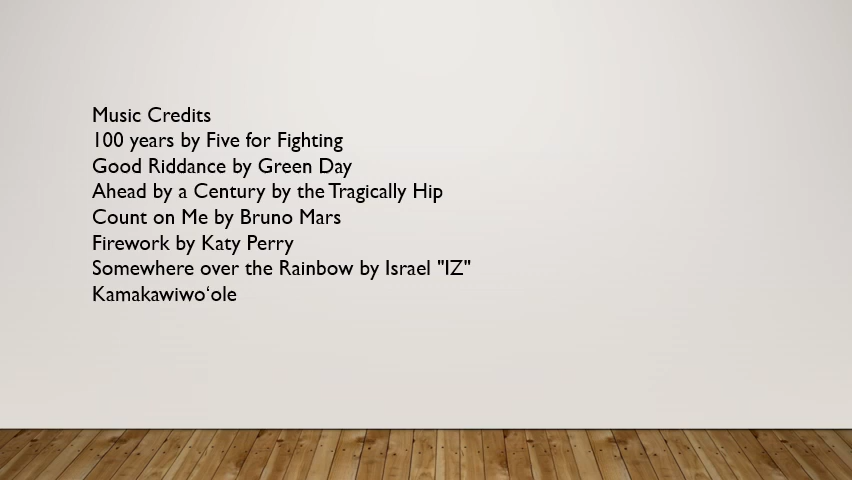 Music Credits
100 years by Five for Fighting
Good Riddance by Green Day
Ahead by a Century by the Tragically Hip
Count on Me by Bruno Mars
Firework by Katy Perry
Somewhere over the Rainbow by Israel "IZ"
Kamakawiwoʻole